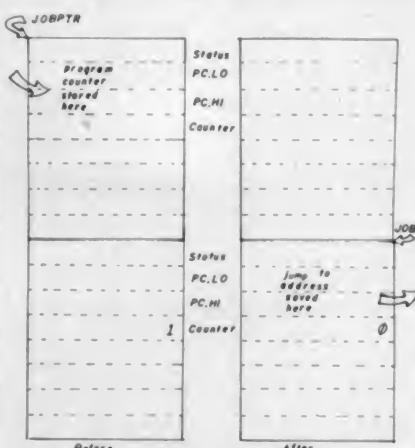 JOBPTR
Program
counter
stored
here
Status
PC.LO
PC.HI
Counter
JOB
Status
PC.LO
PC.HI
1 Counter
jump to
address
saved
here
0
Before
After